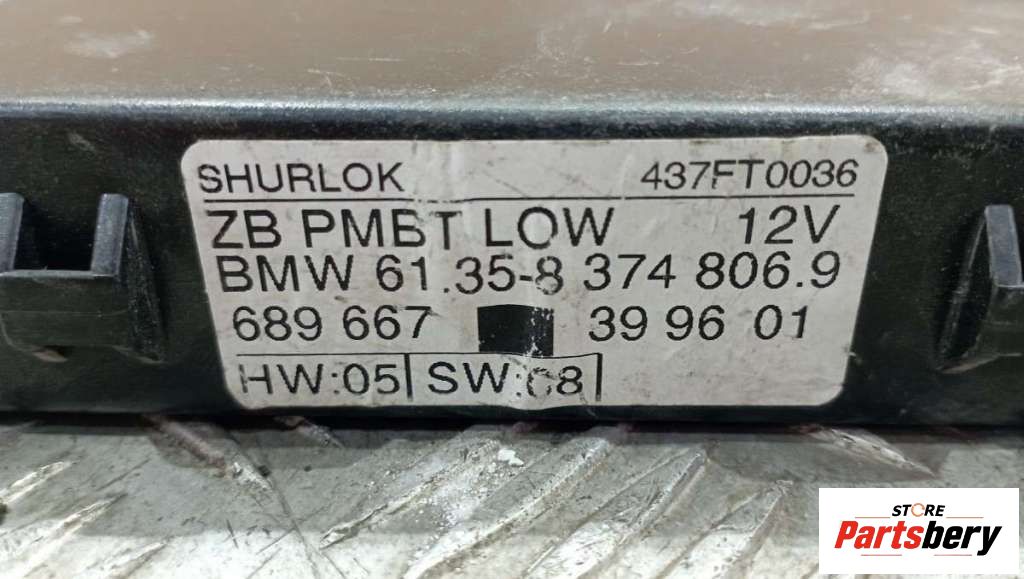 SHURLOK 437FT0036
ZB PMBT LOW 12V
BMW 61.35-8 374 806.9
689 667 39 96 01
HW:05 SW:08
STORE
Partsbery